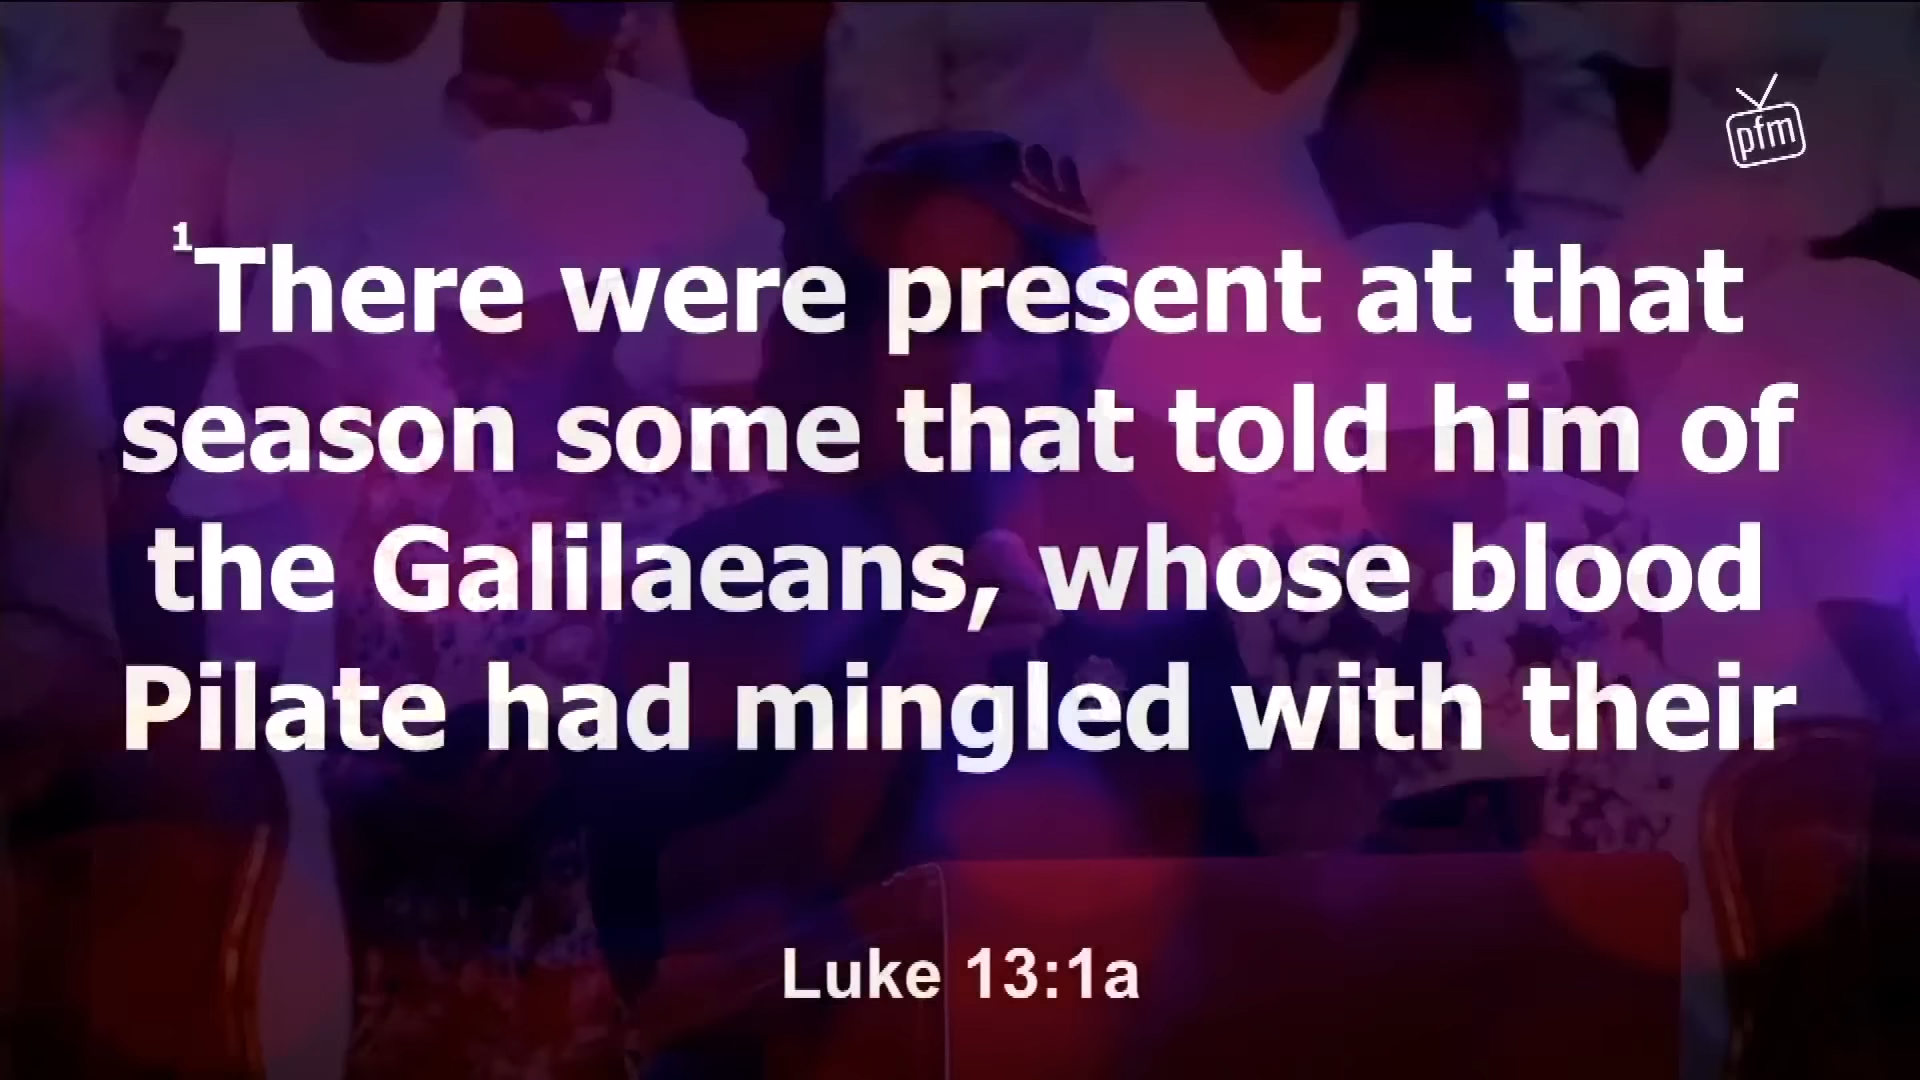 pfm
¹There were present at that
season some that told him of
the Galilaeans, whose blood
Pilate had mingled with their
Luke 13:1a